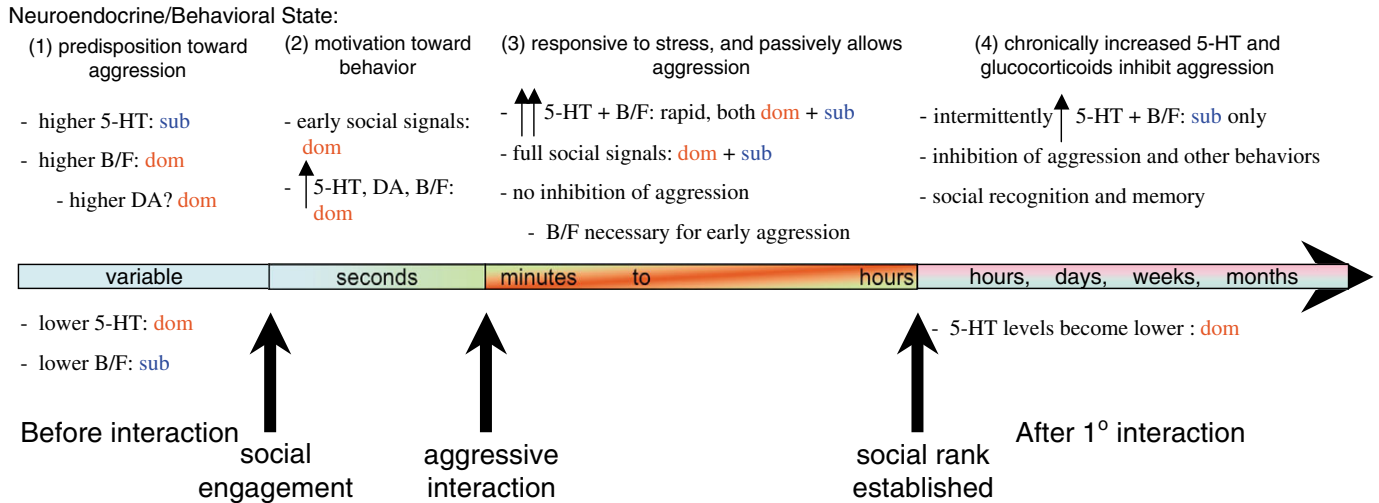 Neuroendocrine/Behavioral State:
(1) predisposition toward
aggression
- higher 5-HT: sub
- higher B/F: dom
- higher DA? dom
(2) motivation toward
behavior
- early social signals:
dom
- 5-HT, DA, B/F:
dom
(3) responsive to stress, and passively allows
aggression
- 5-HT + B/F: rapid, both dom + sub
- full social signals: dom + sub
- no inhibition of aggression
- B/F necessary for early aggression
(4) chronically increased 5-HT and
glucocorticoids inhibit aggression
- intermittently 5-HT + B/F: sub only
- inhibition of aggression and other behaviors
- social recognition and memory
variable seconds minutes to hours hours, days, weeks, months
- lower 5-HT: dom
- lower B/F: sub
- 5-HT levels become lower : dom
Before interaction
social
engagement
aggressive
interaction
social rank
established
After 1° interaction